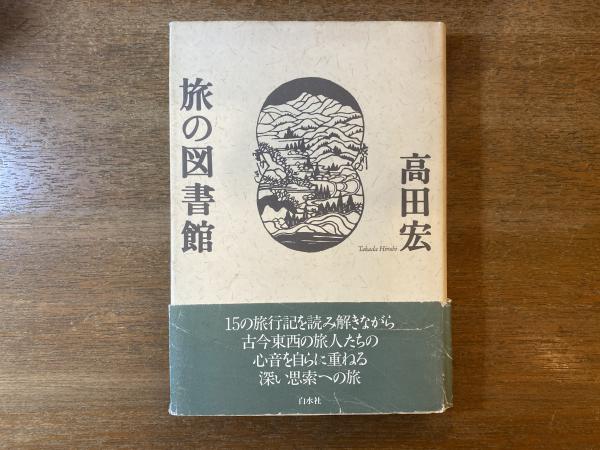 旅の図書館
高田宏
Takada Hiroshi
15の旅行記を読み解きながら
古今東西の旅人たちの
心音を自らに重ねる
深い思索への旅
白水社